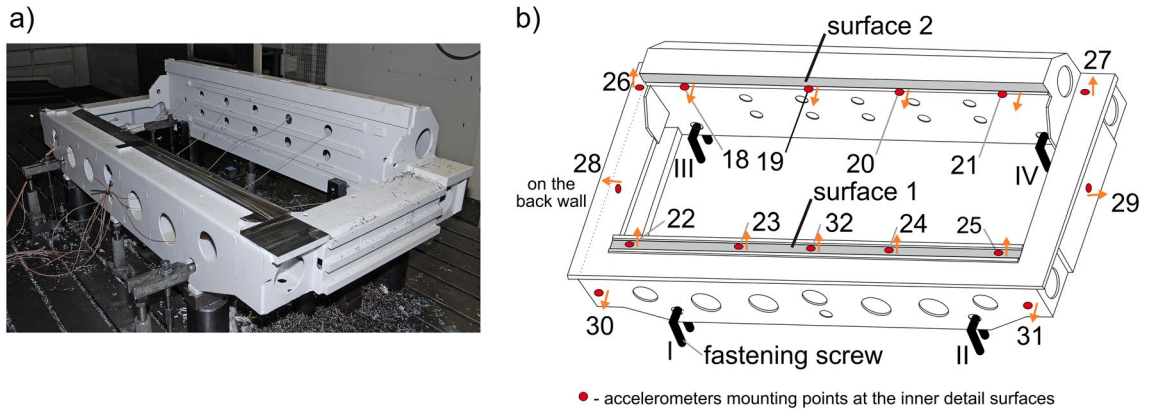 a)
b)
surface 2
27
26
28
on the
back wall
III
18
19
20
21
IV
29
surface 1
22
23
32
24
25
30
I
fastening screw
II
31
- accelerometers mounting points at the inner detail surfaces